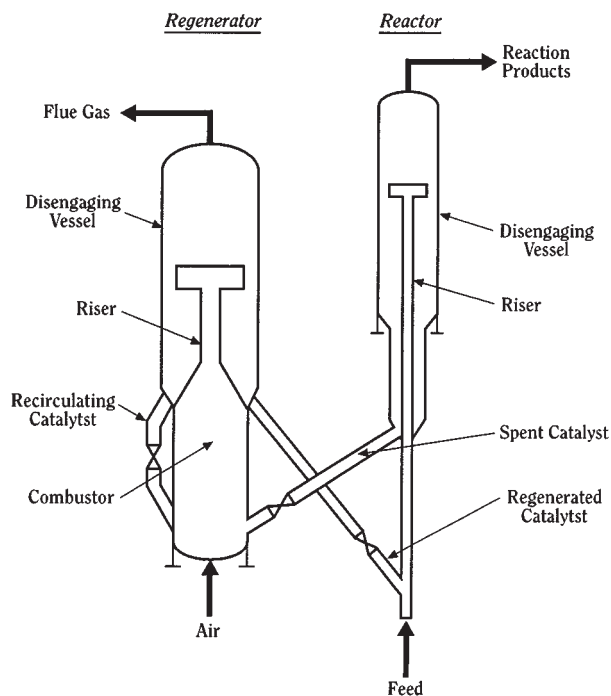 Regenerator
Reactor
Reaction
Products
Flue Gas
Disengaging
Vessel
Disengaging
Vessel
Riser
Riser
Recirculating
Catalytst
Spent Catalyst
Combustor
Regenerated
Catalytst
Air
Feed